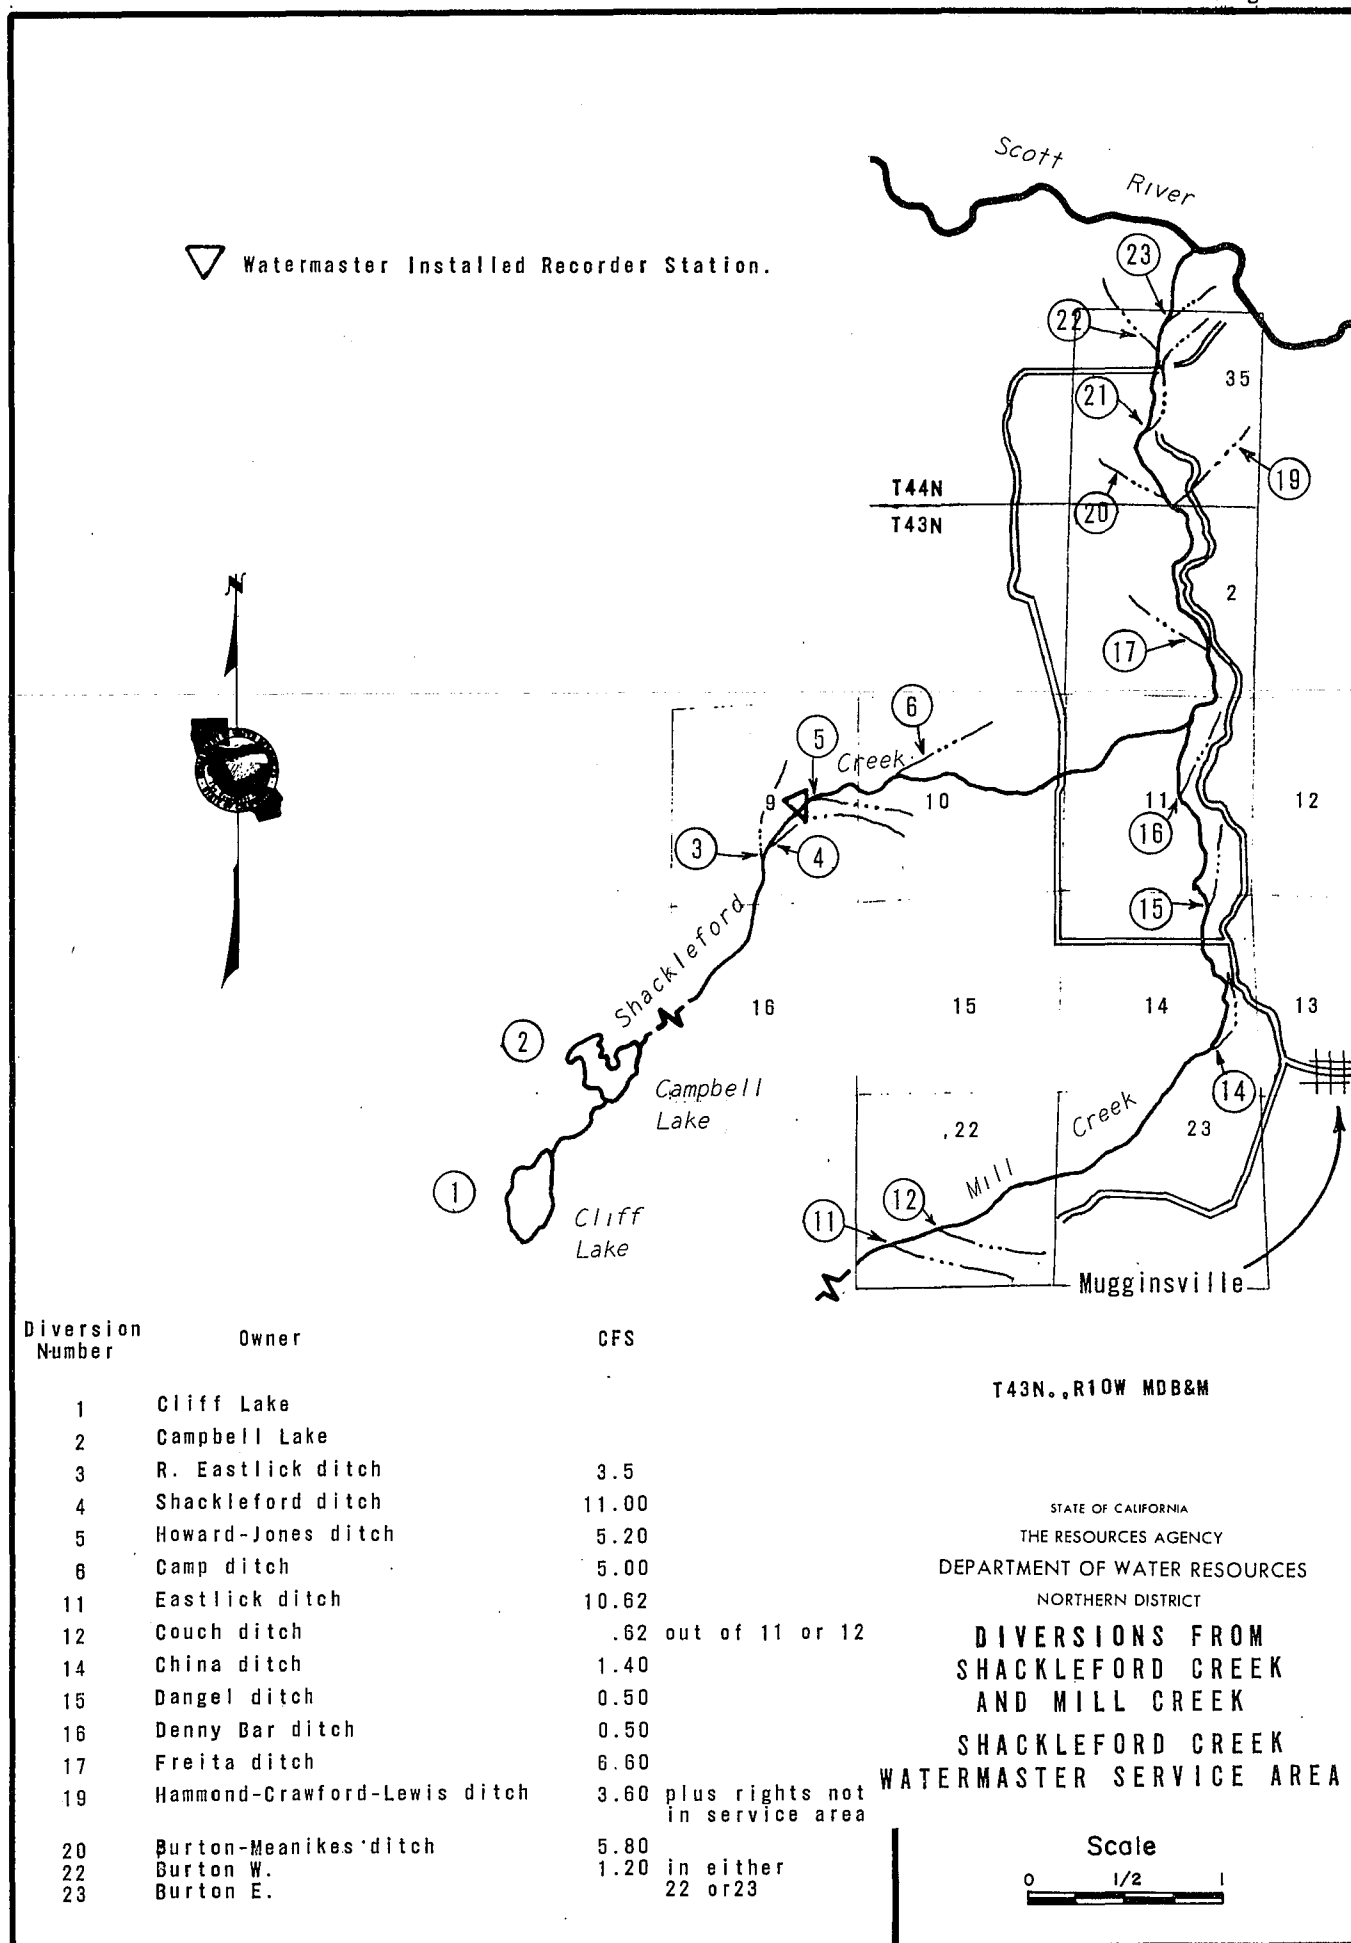 Scott
River
Watermaster Installed Recorder Station.
23
22
35
21
19
T44N
20
T43N
N
2
17
6
5
Creek
9
10
11
12
16
3
4
15
Shackleford
16
15
14
13
2
Campbell
Lake
14
Creek
22
23
Mill
1
12
11
Cliff
Lake
Mugginsville
Diversion
Number
Owner
CFS
T43N., R10W MDB&M
1 Cliff Lake
2 Campbell Lake
3 R. Eastlick ditch 3.5
4 Shackleford ditch 11.00
5 Howard-Jones ditch 5.20
6 Camp ditch 5.00
11 Eastlick ditch 10.62
12 Couch ditch .62 out of 11 or 12
14 China ditch 1.40
15 Dangel ditch 0.50
16 Denny Bar ditch 0.50
17 Freita ditch 6.60
19 Hammond-Crawford-Lewis ditch 3.60 plus rights not
in service area
20 Burton-Meanikes ditch 5.80
22 Burton W. 1.20 in either
23 Burton E. 22 or 23
STATE OF CALIFORNIA
THE RESOURCES AGENCY
DEPARTMENT OF WATER RESOURCES
NORTHERN DISTRICT
DIVERSIONS FROM
SHACKLEFORD CREEK
AND MILL CREEK
SHACKLEFORD CREEK
WATERMASTER SERVICE AREA
Scale
0 1/2 1